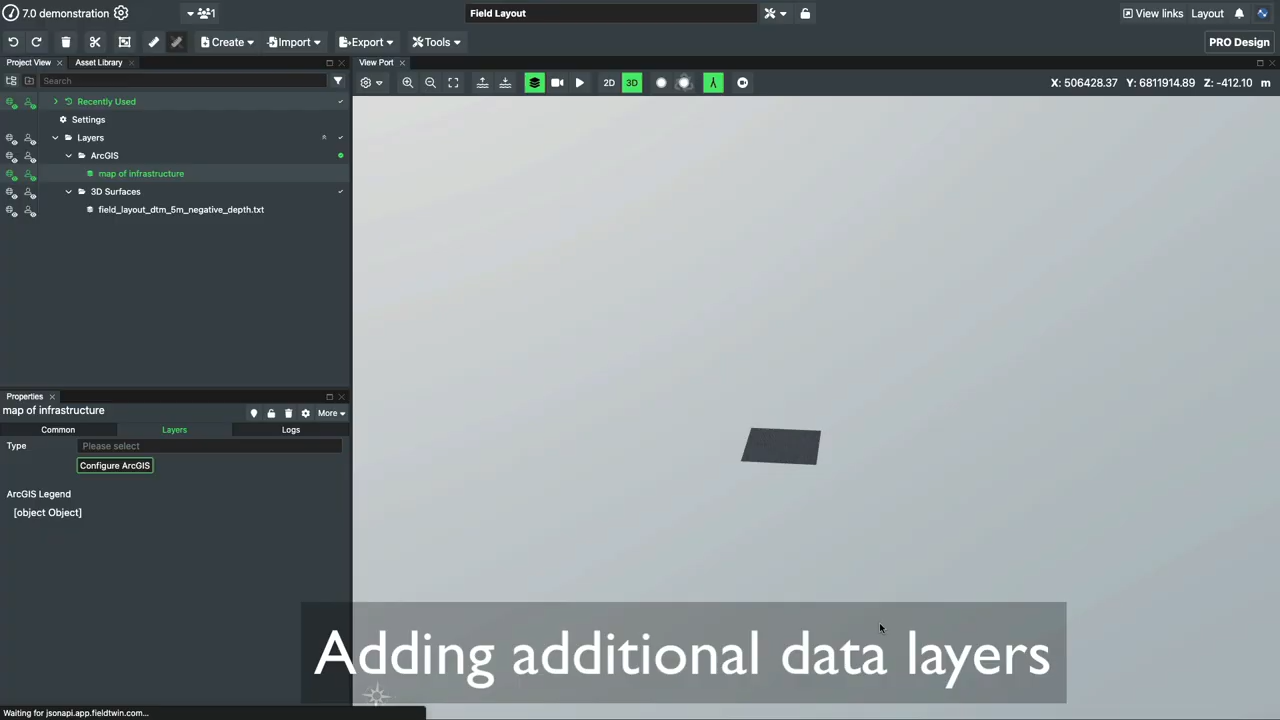 7.0 demonstration
1
Field Layout
View links
Layout
Create
Import
Export
Tools
PRO Design
Project View
Asset Library
View Port
Search
2D
3D
X: 506428.37 Y: 6811914.89 Z: -412.10 m
Recently Used
Settings
Layers
ArcGIS
map of infrastructure
3D Surfaces
field_layout_dtm_5m_negative_depth.txt
Properties
map of infrastructure
More
Common
Layers
Logs
Type
Please select
Configure ArcGIS
ArcGIS Legend
[object Object]
Adding additional data layers
Waiting for jsonapi.app.fieldtwin.com...